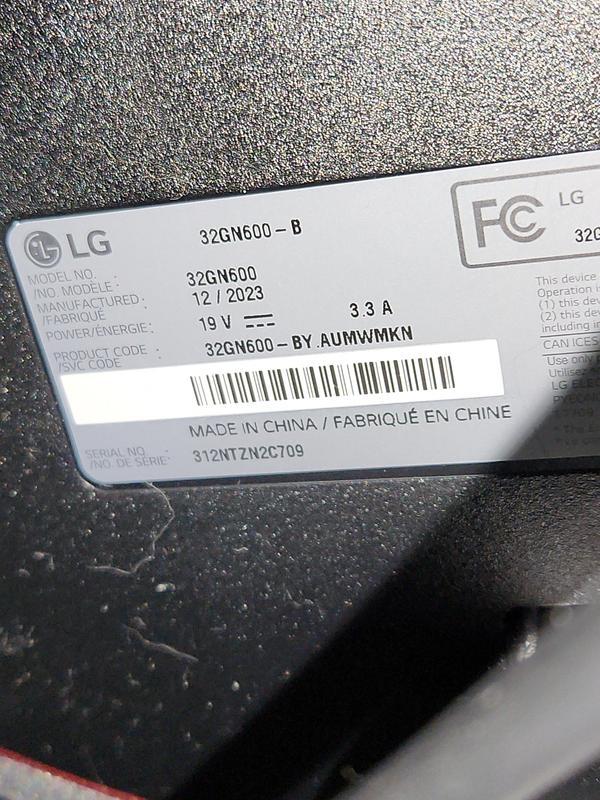 LG
32GN600-B
MODEL NO. :
/NO. MODÈLE: 32GN600
MANUFACTURED: 12 / 2023
/FABRIQUÉ
POWER/ÉNERGIE: 19 V 3.3 A
PRODUCT CODE : 32GN600-BY.AUMWMKN
/SVC CODE
MADE IN CHINA / FABRIQUÉ EN CHINE
SERIAL NO. :
/NO. DE SÉRIE: 312NTZN2C709
FC LG
32G
This device
Operation is
(1) this dev
(2) this dev
including in
CAN ICES
Use only
Utilisez
LG ELEC